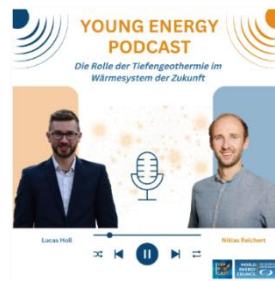 YOUNG ENERGY
PODCAST
Die Rolle der Tiefengeothermie im
Wärmesystem der Zukunft
Lucas Holl
Niklas Reichert
WORLD
ENERGY
COUNCIL